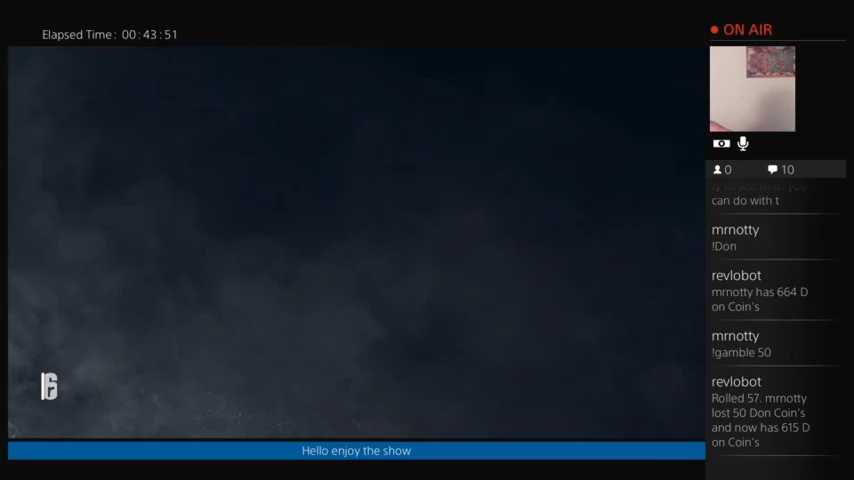 Elapsed Time: 00:43:51
ON AIR
0 10
can do with t
mrnotty
!Don
revlobot
mrnotty has 664 D
on Coin's
mrnotty
!gamble 50
revlobot
Rolled 57. mrnotty
lost 50 Don Coin's
and now has 615 D
on Coin's
6
Hello enjoy the show